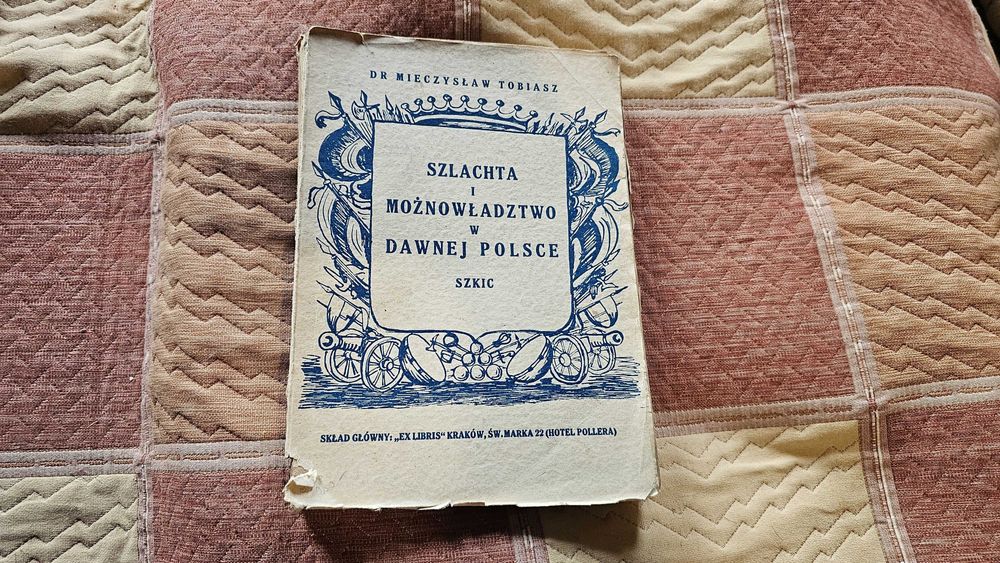 DR MIECZYSŁAW TOBIASZ
SZLACHTA
I
MOŻNOWŁADZTWO
W
DAWNEJ POLSCE
SZKIC
SKŁAD GŁÓWNY: „EX LIBRIS“ KRAKÓW, ŚW. MARKA 22 (HOTEL POLLERA)